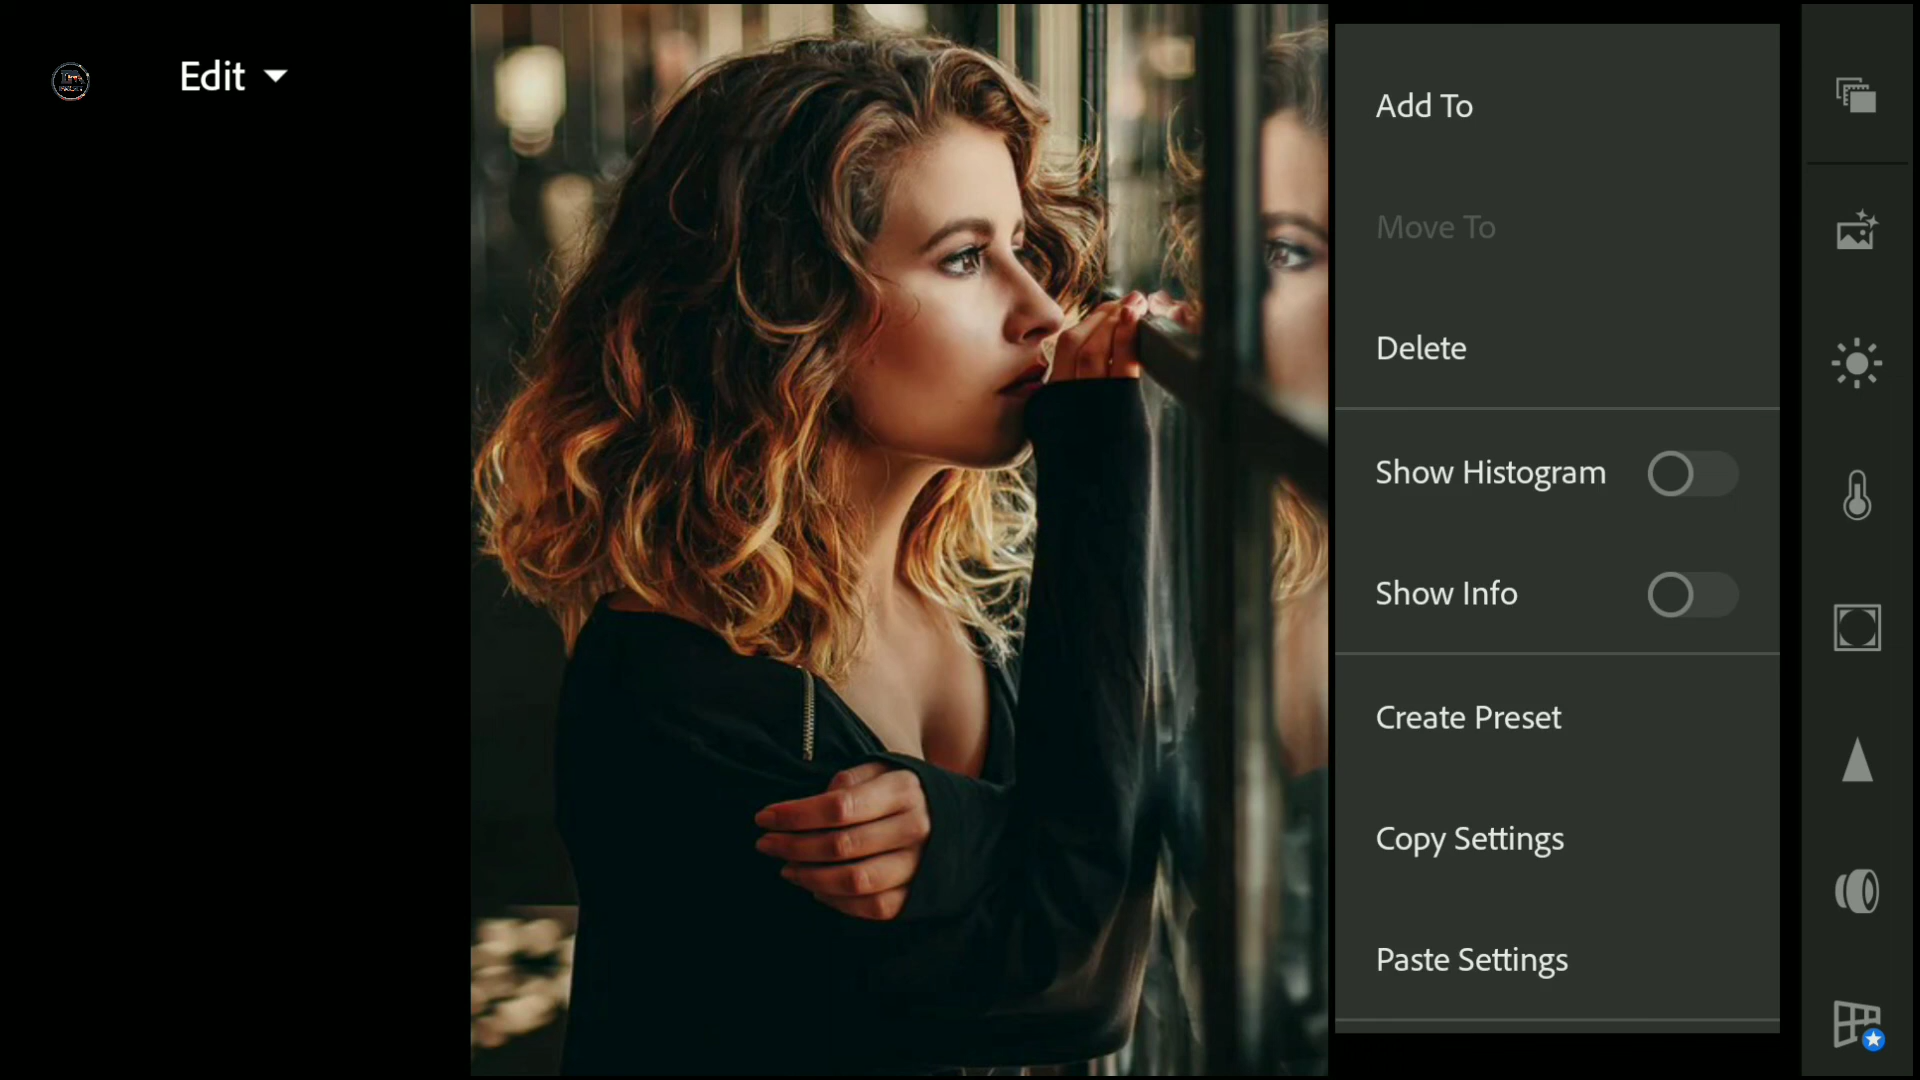 Edit
Add To
Move To
Delete
Show Histogram
Show Info
Create Preset
Copy Settings
Paste Settings